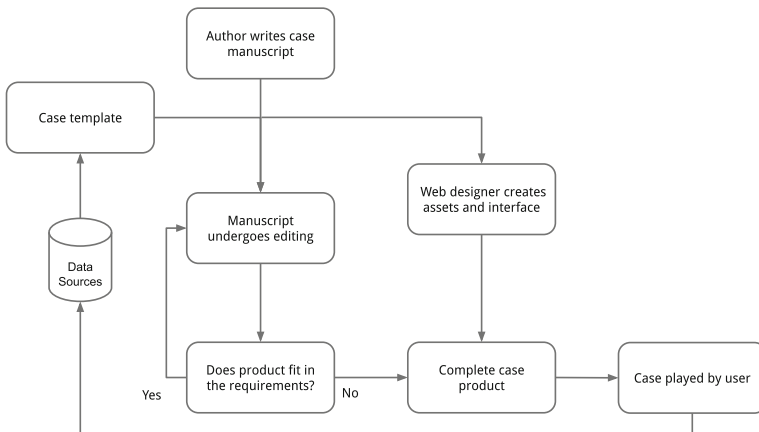 Author writes case
manuscript
Case template
Web designer creates
assets and interface
Manuscript
undergoes editing
Data
Sources
Does product fit in
the requirements?
Complete case
product
Case played by user
Yes
No